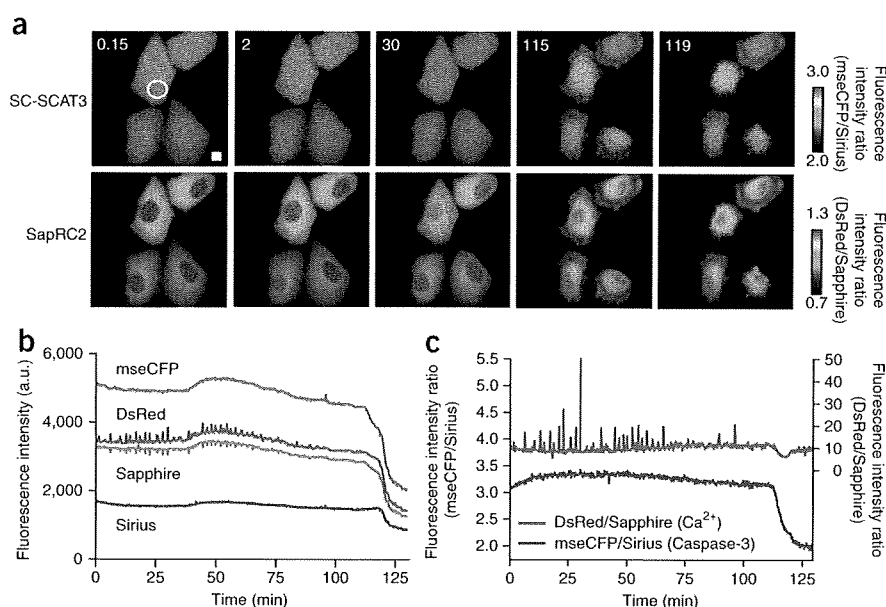 a
0.15
2
30
115
119
SC-SCAT3
3.0
2.0
Fluorescence
intensity ratio
(mseCFP/Sirius)
SapRC2
1.3
0.7
Fluorescence
intensity ratio
(DsRed/Sapphire)
b
6,000
4,000
2,000
0
Fluorescence intensity (a.u.)
mseCFP
DsRed
Sapphire
Sirius
0 25 50 75 100 125
Time (min)
c
5.5
5.0
4.5
4.0
3.5
3.0
2.5
2.0
Fluorescence intensity ratio
(mseCFP/Sirius)
50
40
30
20
10
0
Fluorescence intensity ratio
(DsRed/Sapphire)
DsRed/Sapphire (Ca²⁺)
mseCFP/Sirius (Caspase-3)
0 25 50 75 100 125
Time (min)